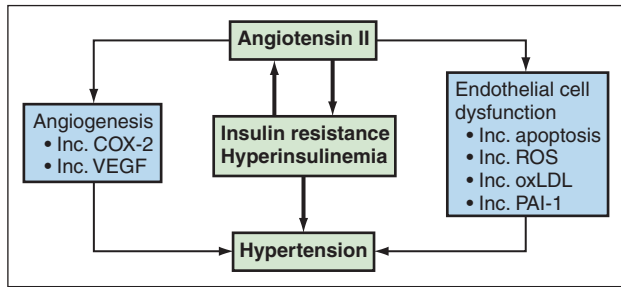 Angiotensin II
Angiogenesis
• Inc. COX-2
• Inc. VEGF
Insulin resistance
Hyperinsulinemia
Endothelial cell
dysfunction
• Inc. apoptosis
• Inc. ROS
• Inc. oxLDL
• Inc. PAI-1
Hypertension